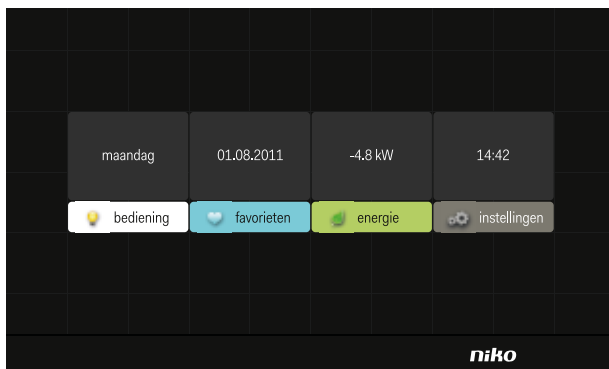 maandag 01.08.2011 -4.8 kW 14:42
bediening favorieten energie instellingen
niko